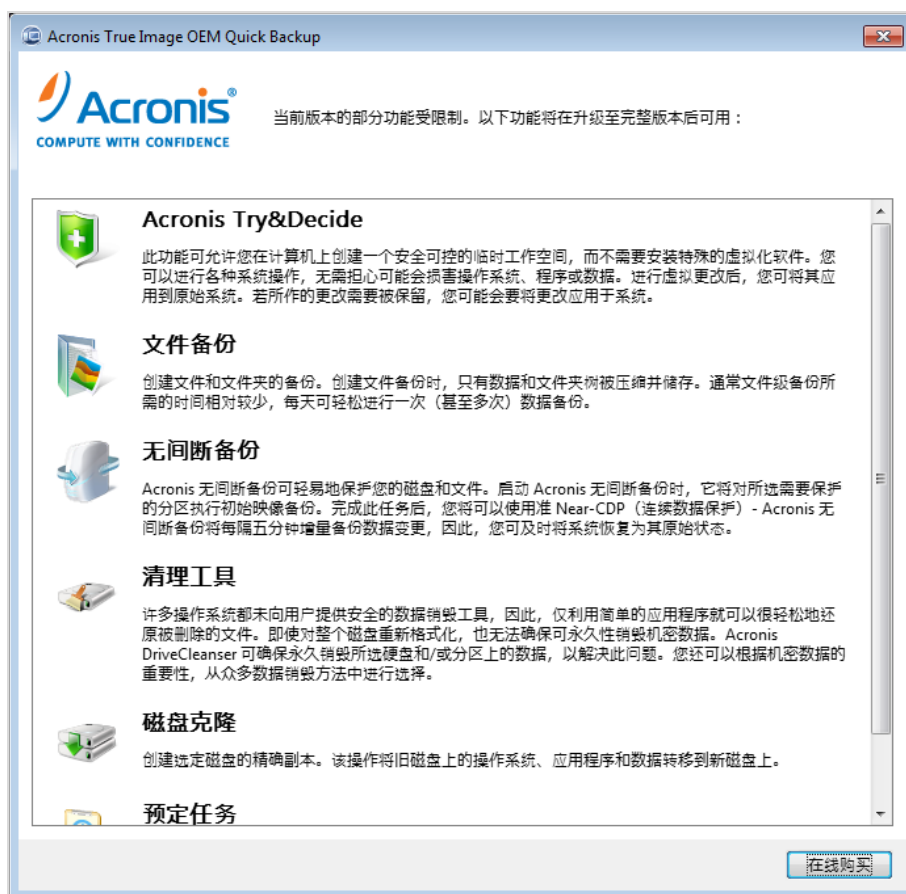 Acronis True Image OEM Quick Backup
Acronis®
COMPUTE WITH CONFIDENCE
当前版本的部分功能受限制。以下功能将在升级至完整版本后可用：
Acronis Try&Decide
此功能可允许您在计算机上创建一个安全可控的临时工作空间，而不需要安装特殊的虚拟化软件。您
可以进行各种系统操作，无需担心可能会损害操作系统、程序或数据。进行虚拟更改后，您可将其应
用到原始系统。若所作的更改需要被保留，您可能会要将更改应用于系统。
文件备份
创建文件和文件夹的备份。创建文件备份时，只有数据和文件夹树被压缩并储存。通常文件级备份所
需的时间相对较少，每天可轻松进行一次（甚至多次）数据备份。
无间断备份
Acronis 无间断备份可轻易地保护您的磁盘和文件。启动 Acronis 无间断备份时，它将对所选需要保护
的分区执行初始映像备份。完成此任务后，您将可以使用准 Near-CDP（连续数据保护）- Acronis 无
间断备份将每隔五分钟增量备份数据变更，因此，您可及时将系统恢复为其原始状态。
清理工具
许多操作系统都未向用户提供安全的数据销毁工具，因此，仅利用简单的应用程序就可以很轻松地还
原被删除的文件。即使对整个磁盘重新格式化，也无法确保可永久性销毁机密数据。Acronis
DriveCleanser 可确保永久销毁所选硬盘和/或分区上的数据，以解决此问题。您还可以根据机密数据的
重要性，从众多数据销毁方法中进行选择。
磁盘克隆
创建选定磁盘的精确副本。该操作将旧磁盘上的操作系统、应用程序和数据转移到新磁盘上。
预定任务
在线购买